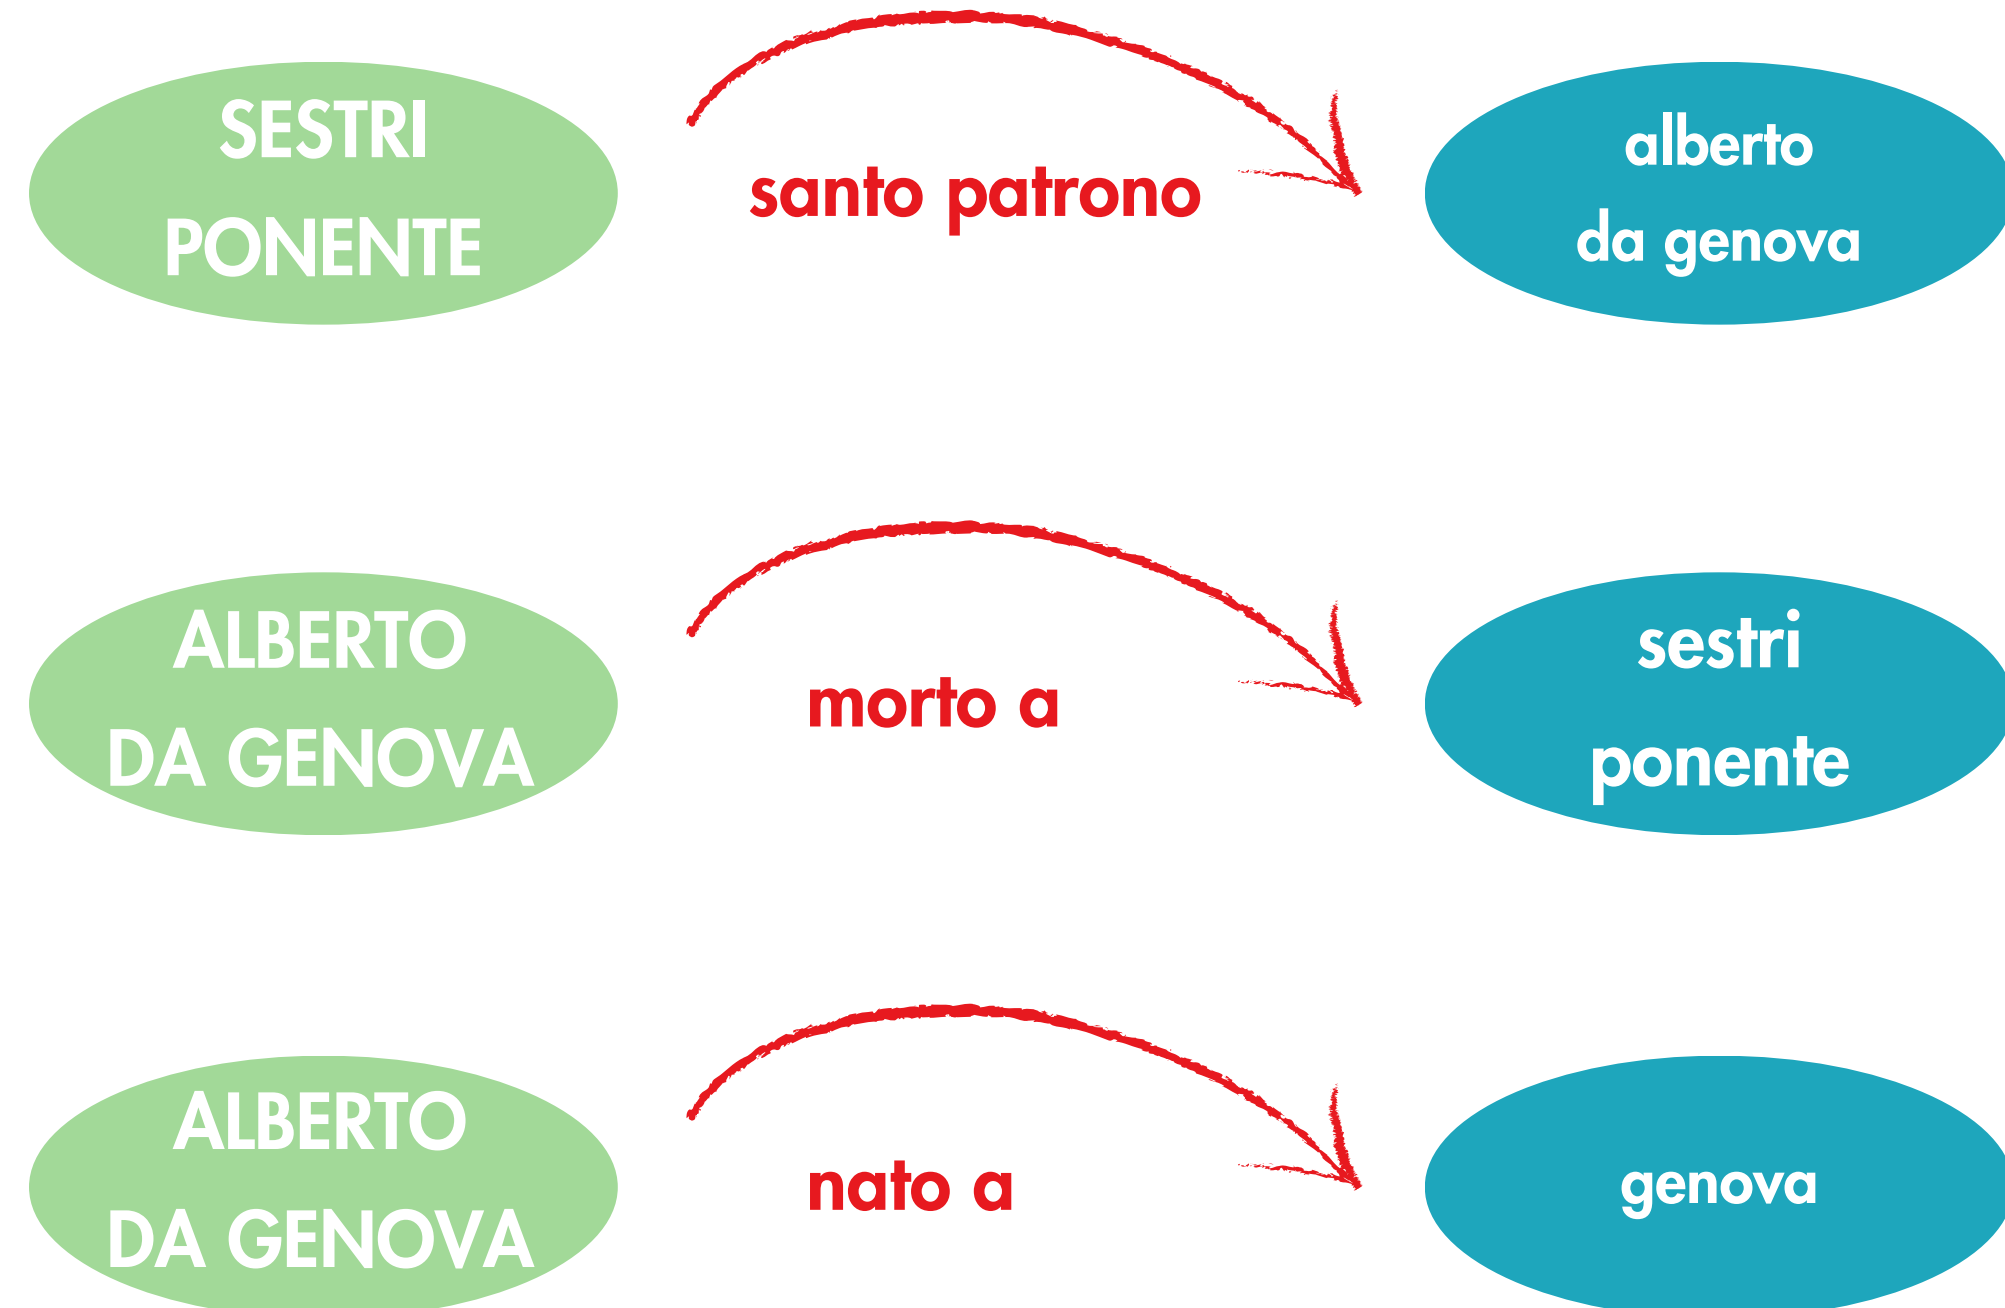 SESTRI
PONENTE
santo patrono
alberto
da genova
ALBERTO
DA GENOVA
morto a
sestri
ponente
ALBERTO
DA GENOVA
nato a
genova